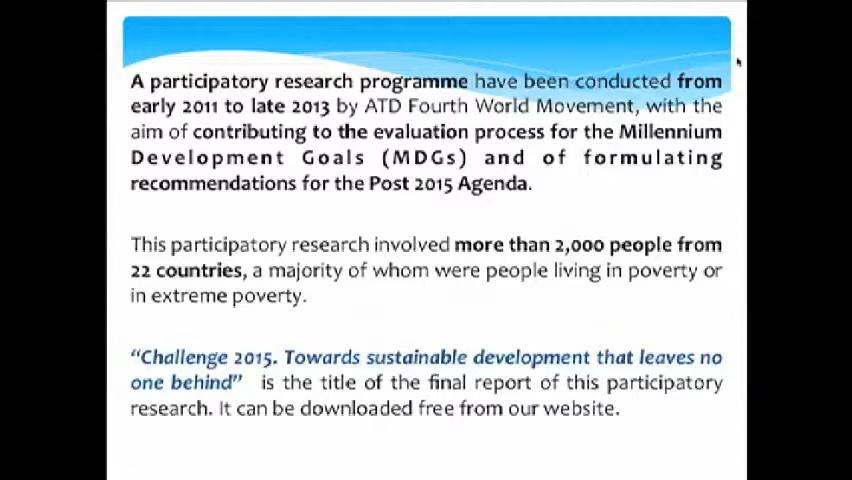 A participatory research programme have been conducted from
early 2011 to late 2013 by ATD Fourth World Movement, with the
aim of contributing to the evaluation process for the Millennium
Development Goals (MDGs) and of formulating
recommendations for the Post 2015 Agenda.
This participatory research involved more than 2,000 people from
22 countries, a majority of whom were people living in poverty or
in extreme poverty.
“Challenge 2015. Towards sustainable development that leaves no
one behind” is the title of the final report of this participatory
research. It can be downloaded free from our website.